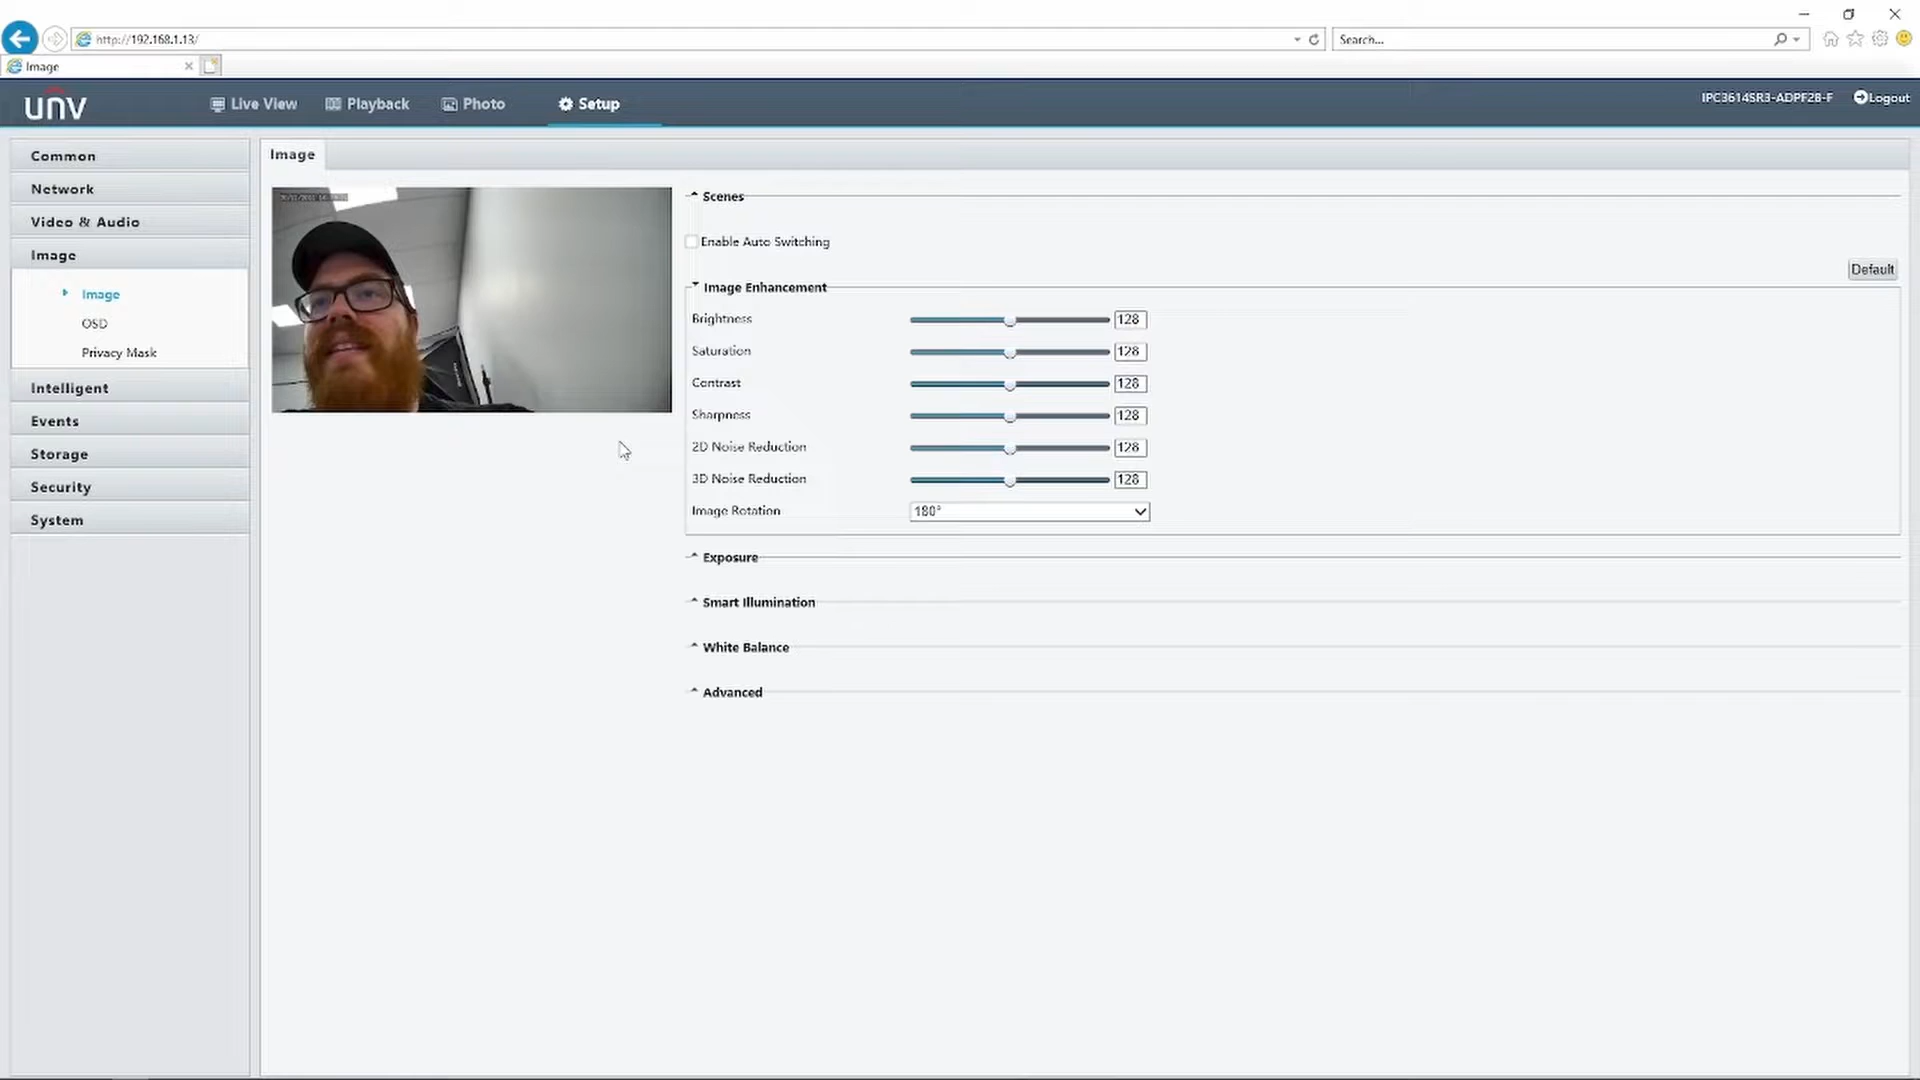 http://192.168.1.13/
Search...
Image
unv
Live View
Playback
Photo
Setup
IPC3614SR3-ADPF28-F
Logout
Common
Network
Video & Audio
Image
Image
OSD
Privacy Mask
Intelligent
Events
Storage
Security
System
Image
Scenes
Enable Auto Switching
Default
Image Enhancement
Brightness 128
Saturation 128
Contrast 128
Sharpness 128
2D Noise Reduction 128
3D Noise Reduction 128
Image Rotation 180°
Exposure
Smart Illumination
White Balance
Advanced